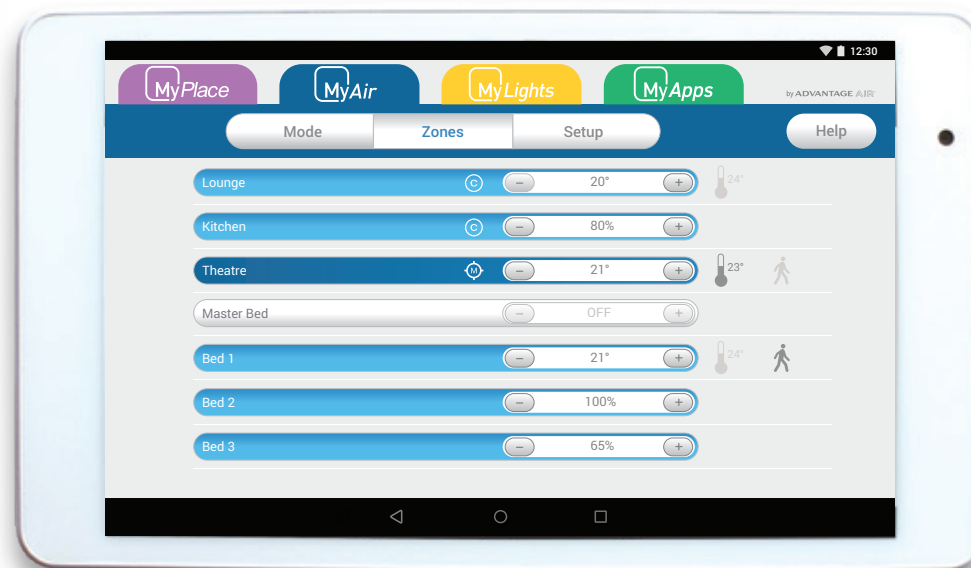 12:30
MyPlace MyAir MyLights MyApps by ADVANTAGE AIR
Mode Zones Setup Help
Lounge C − 20° + 24°
Kitchen C − 80% +
Theatre M − 21° + 23°
Master Bed − OFF +
Bed 1 − 21° + 24°
Bed 2 − 100% +
Bed 3 − 65% +